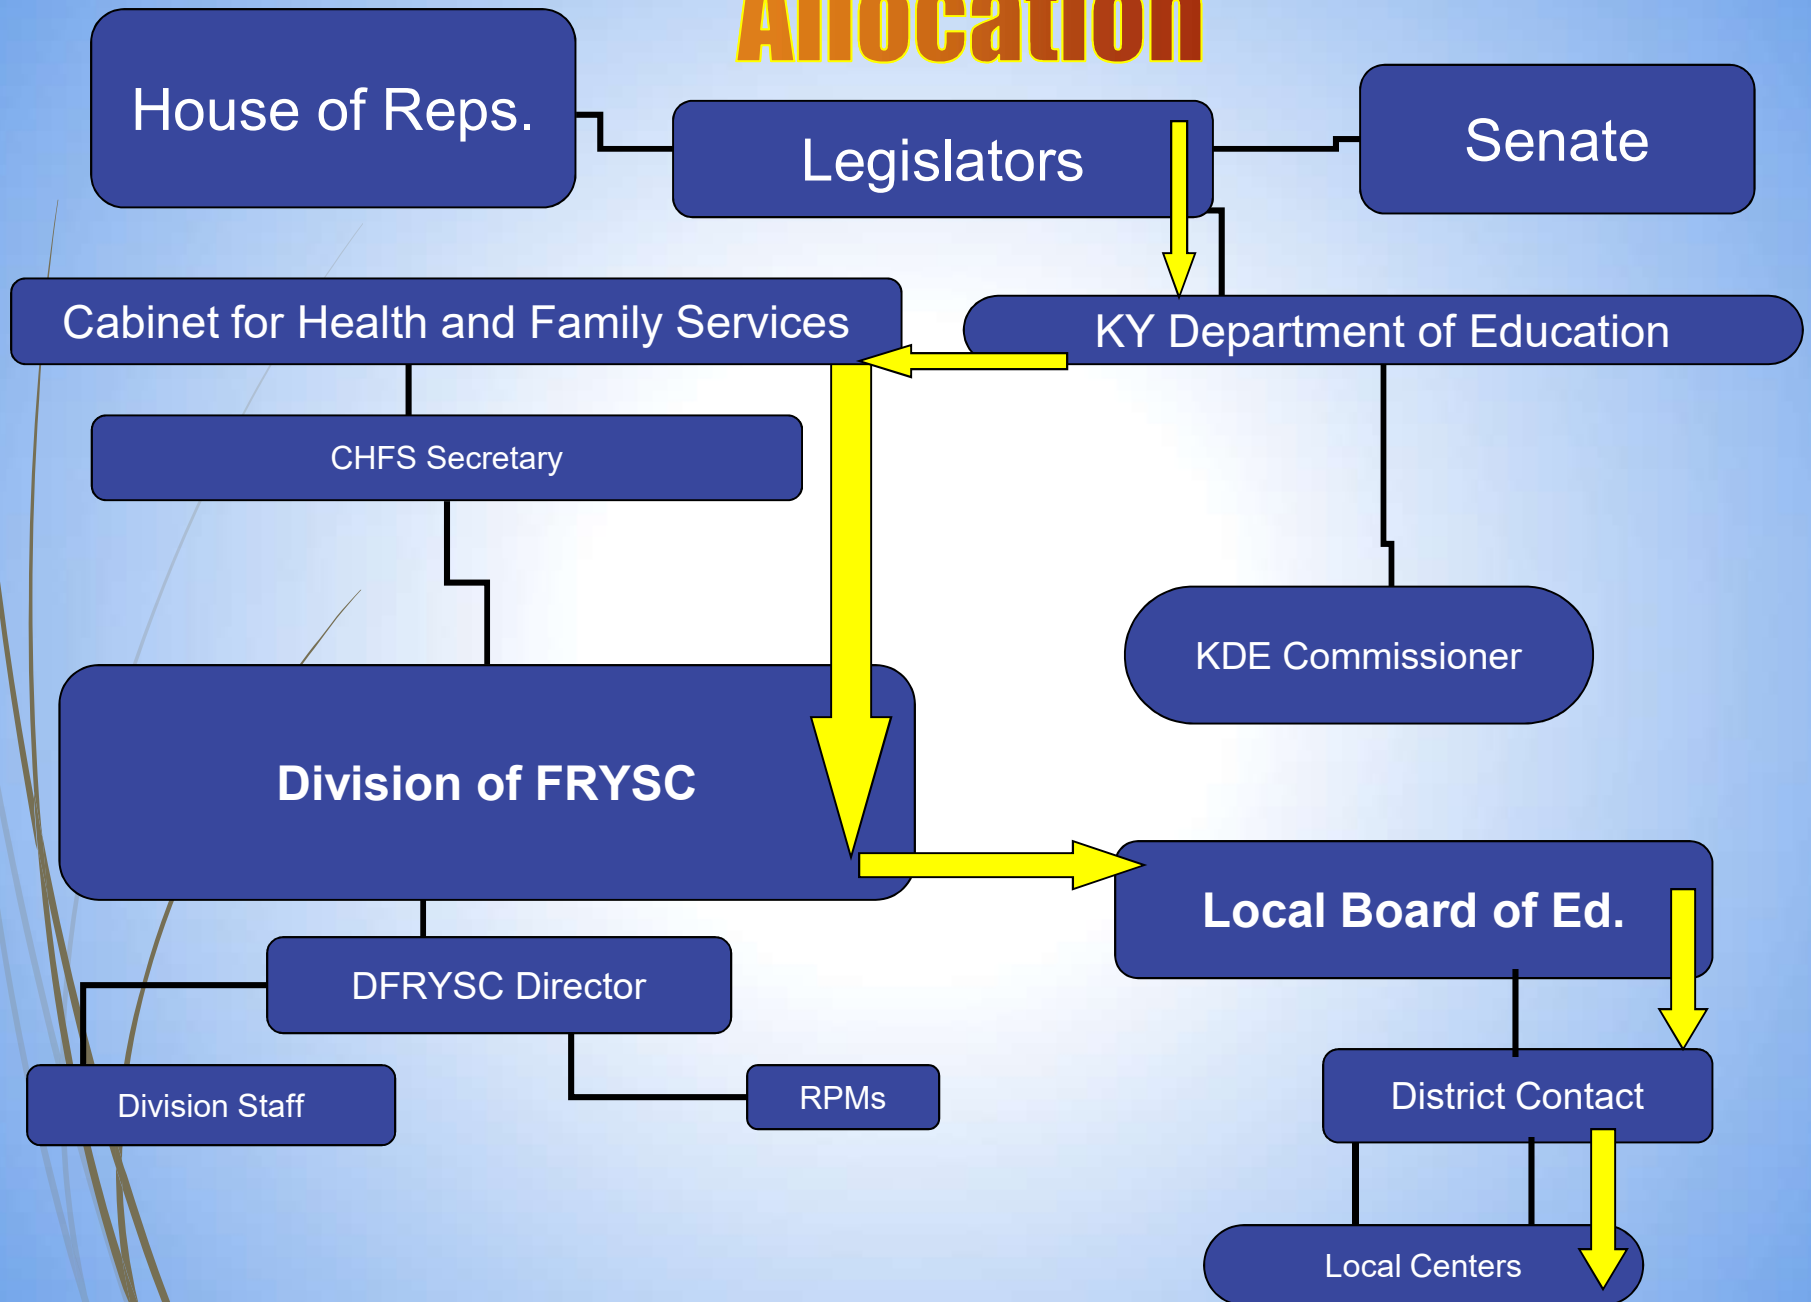 Allocation
House of Reps.
Legislators
Senate
Cabinet for Health and Family Services
KY Department of Education
CHFS Secretary
KDE Commissioner
Division of FRYSC
Local Board of Ed.
DFRYSC Director
Division Staff
RPMs
District Contact
Local Centers